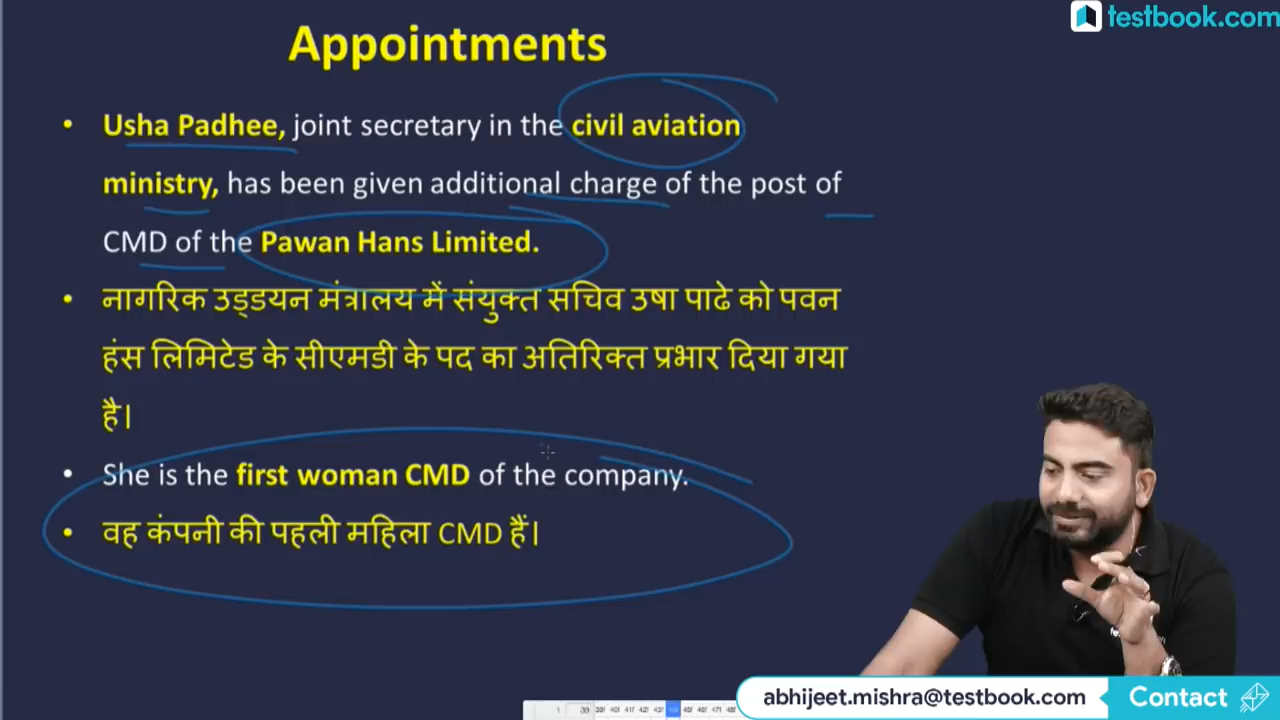 testbook.com
Appointments
• Usha Padhee, joint secretary in the civil aviation
ministry, has been given additional charge of the post of
CMD of the Pawan Hans Limited.
• नागरिक उड्डयन मंत्रालय में संयुक्त सचिव उषा पाढे को पवन
हंस लिमिटेड के सीएमडी के पद का अतिरिक्त प्रभार दिया गया
है।
• She is the first woman CMD of the company.
• वह कंपनी की पहली महिला CMD हैं।
abhijeet.mishra@testbook.com Contact